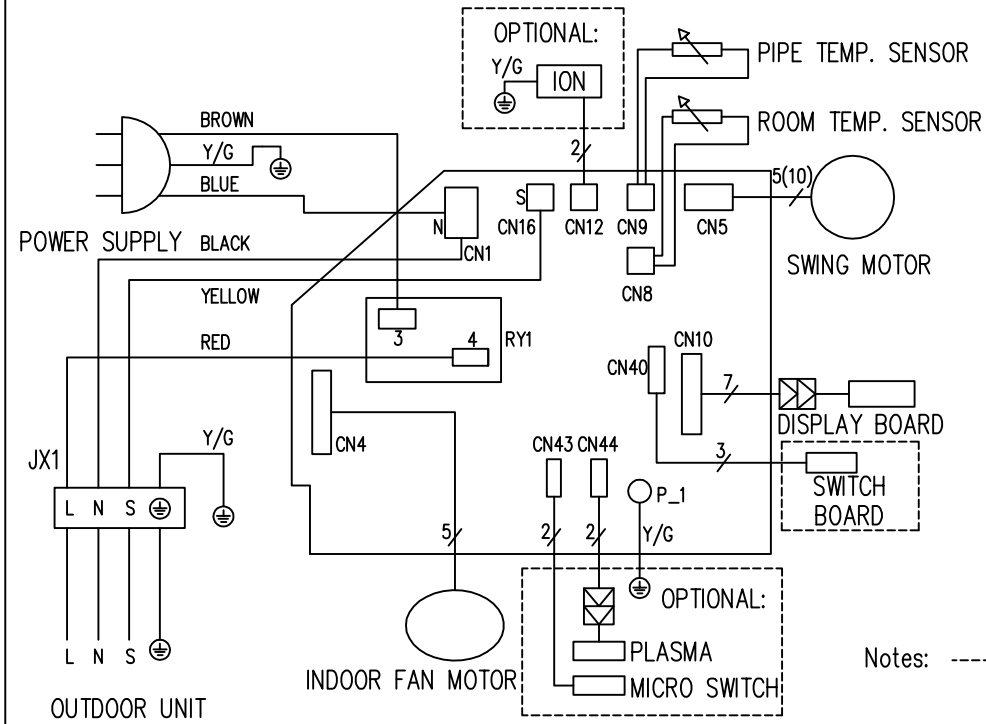 OPTIONAL:
Y/G
ION
2
PIPE TEMP. SENSOR
ROOM TEMP. SENSOR
BROWN
Y/G
BLUE
POWER SUPPLY
BLACK
YELLOW
RED
N
CN1
S
CN16
CN12
CN9
CN5
5(10)
SWING MOTOR
CN8
3
4
RY1
CN40
CN10
7
DISPLAY BOARD
3
SWITCH
BOARD
CN4
5
INDOOR FAN MOTOR
CN43
CN44
P_1
2
2
Y/G
OPTIONAL:
PLASMA
MICRO SWITCH
JX1
Y/G
L N S
L N S
OUTDOOR UNIT
Notes: ----